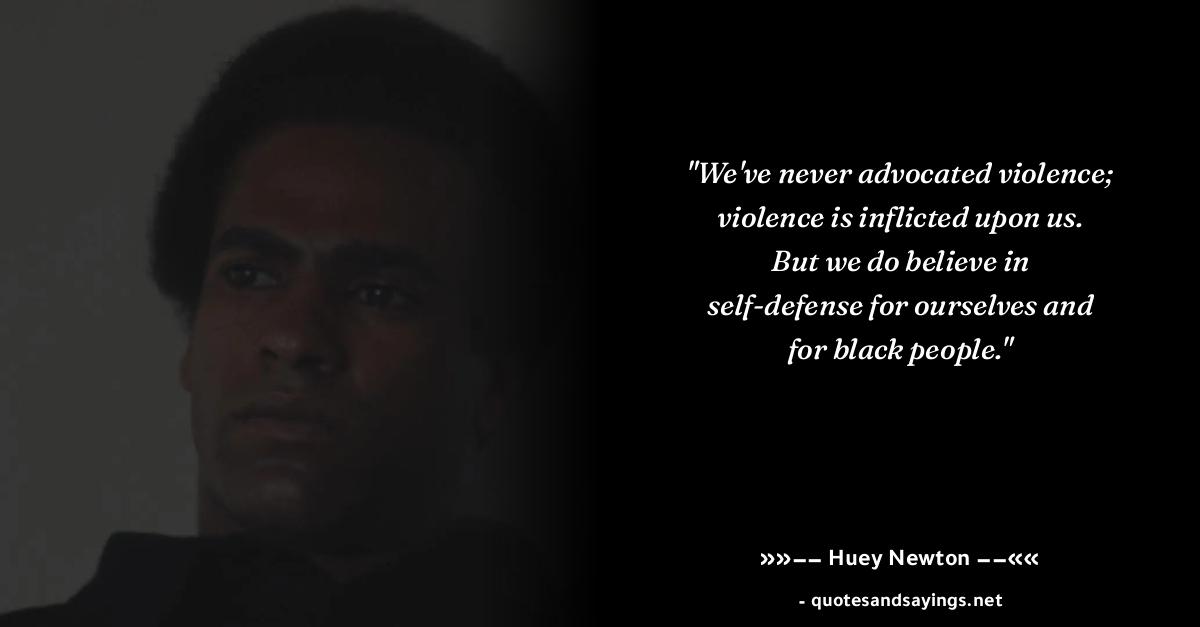 "We've never advocated violence;
violence is inflicted upon us.
But we do believe in
self-defense for ourselves and
for black people."
»»−− Huey Newton −−««
- quotesandsayings.net